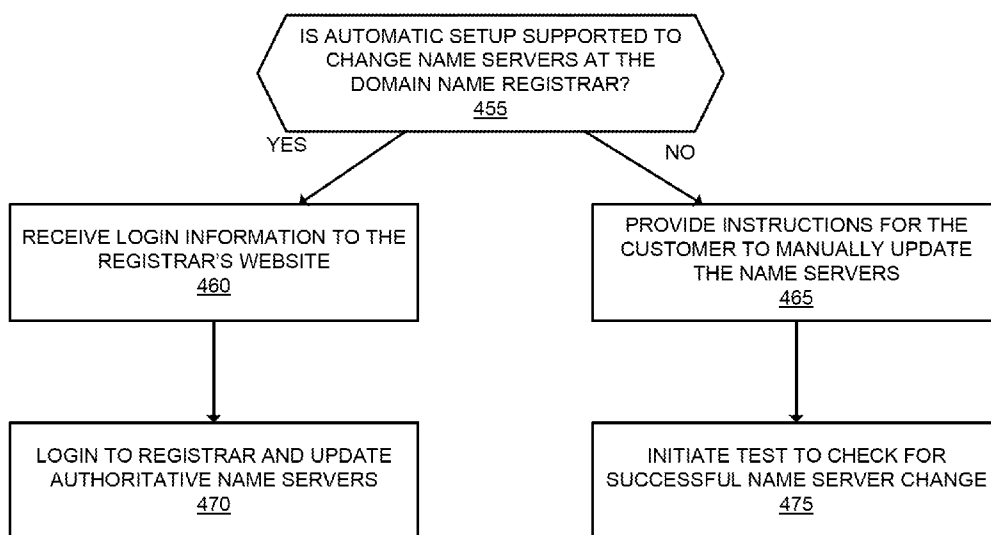 IS AUTOMATIC SETUP SUPPORTED TO
CHANGE NAME SERVERS AT THE
DOMAIN NAME REGISTRAR?
455
YES
NO
RECEIVE LOGIN INFORMATION TO THE
REGISTRAR'S WEBSITE
460
PROVIDE INSTRUCTIONS FOR THE
CUSTOMER TO MANUALLY UPDATE
THE NAME SERVERS
465
LOGIN TO REGISTRAR AND UPDATE
AUTHORITATIVE NAME SERVERS
470
INITIATE TEST TO CHECK FOR
SUCCESSFUL NAME SERVER CHANGE
475